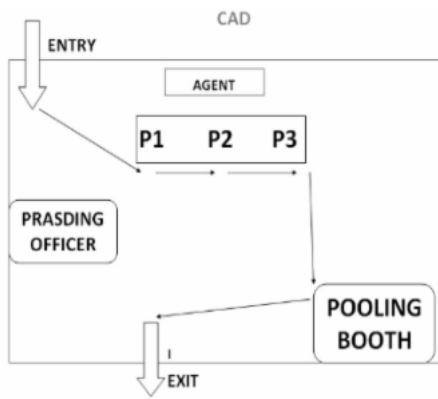 CAD
ENTRY
AGENT
P1 P2 P3
PRASDING
OFFICER
POOLING
BOOTH
I
EXIT